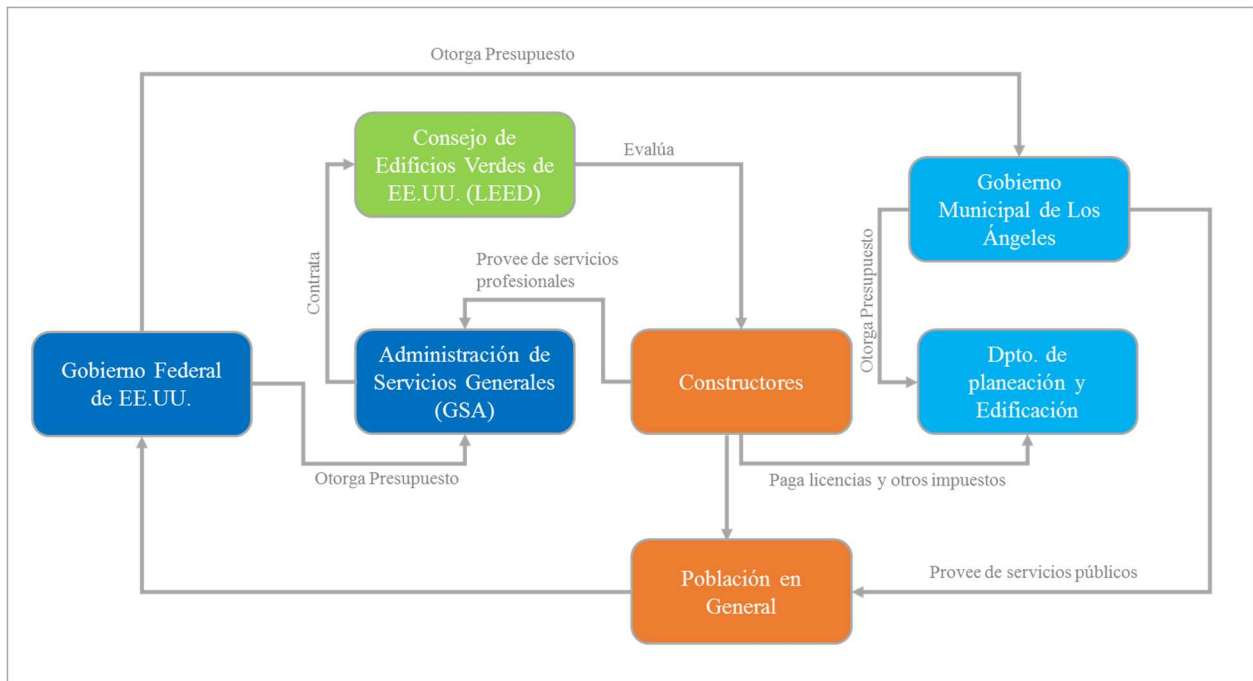 Otorga Presupuesto
Consejo de
Edificios Verdes de
EE.UU. (LEED)
Evalúa
Gobierno
Municipal de Los
Ángeles
Contrata
Provee de servicios
profesionales
Otorga Presupuesto
Gobierno Federal
de EE.UU.
Administración de
Servicios Generales
(GSA)
Constructores
Dpto. de
planeación y
Edificación
Otorga Presupuesto
Paga licencias y otros impuestos
Población en
General
Provee de servicios públicos